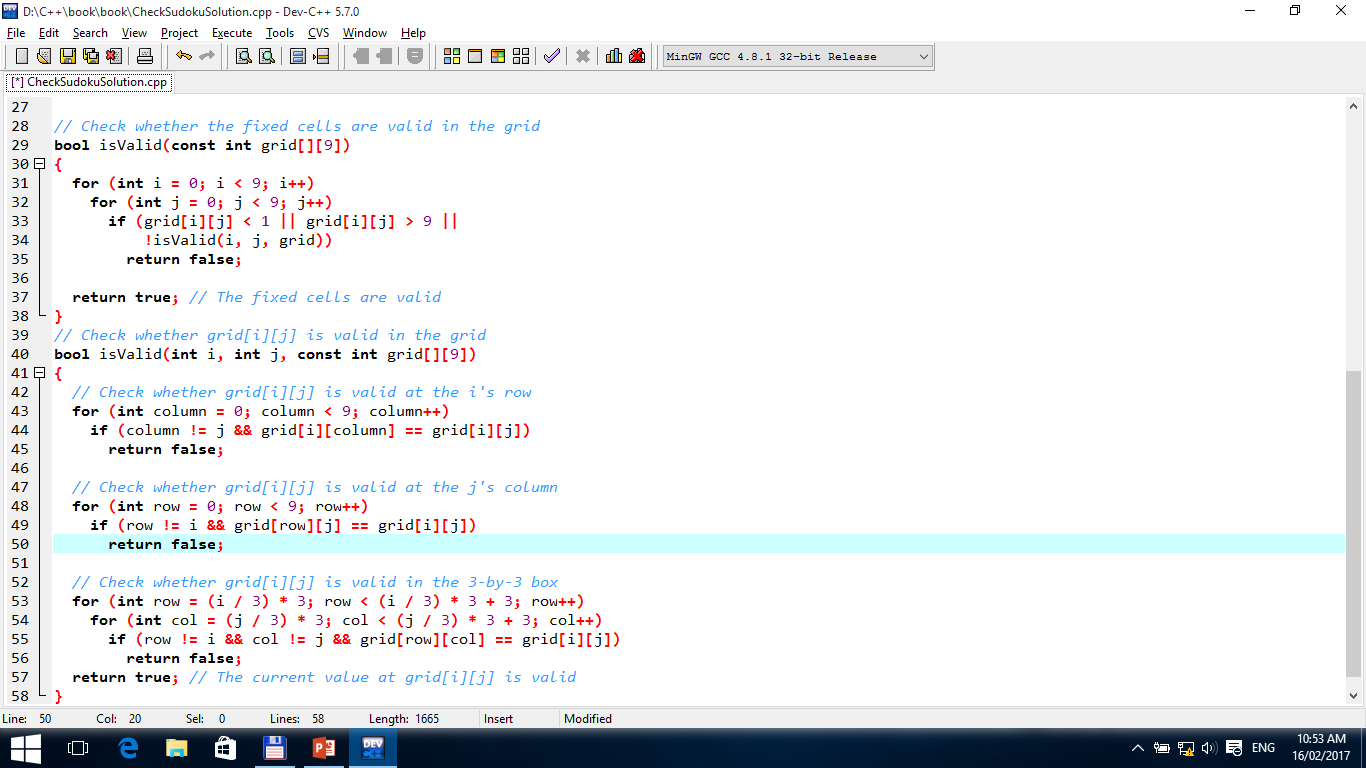 D:\C++\book\book\CheckSudokuSolution.cpp - Dev-C++ 5.7.0
File Edit Search View Project Execute Tools CVS Window Help
MinGW GCC 4.8.1 32-bit Release
[*] CheckSudokuSolution.cpp
27
28 // Check whether the fixed cells are valid in the grid
29 bool isValid(const int grid[][9])
30 {
31 for (int i = 0; i < 9; i++)
32 for (int j = 0; j < 9; j++)
33 if (grid[i][j] < 1 || grid[i][j] > 9 ||
34 !isValid(i, j, grid))
35 return false;
36
37 return true; // The fixed cells are valid
38 }
39 // Check whether grid[i][j] is valid in the grid
40 bool isValid(int i, int j, const int grid[][9])
41 {
42 // Check whether grid[i][j] is valid at the i's row
43 for (int column = 0; column < 9; column++)
44 if (column != j && grid[i][column] == grid[i][j])
45 return false;
46
47 // Check whether grid[i][j] is valid at the j's column
48 for (int row = 0; row < 9; row++)
49 if (row != i && grid[row][j] == grid[i][j])
50 return false;
51
52 // Check whether grid[i][j] is valid in the 3-by-3 box
53 for (int row = (i / 3) * 3; row < (i / 3) * 3 + 3; row++)
54 for (int col = (j / 3) * 3; col < (j / 3) * 3 + 3; col++)
55 if (row != i && col != j && grid[row][col] == grid[i][j])
56 return false;
57 return true; // The current value at grid[i][j] is valid
58 }
Line: 50 Col: 20 Sel: 0 Lines: 58 Length: 1665 Insert Modified
DEV
ENG
10:53 AM
16/02/2017